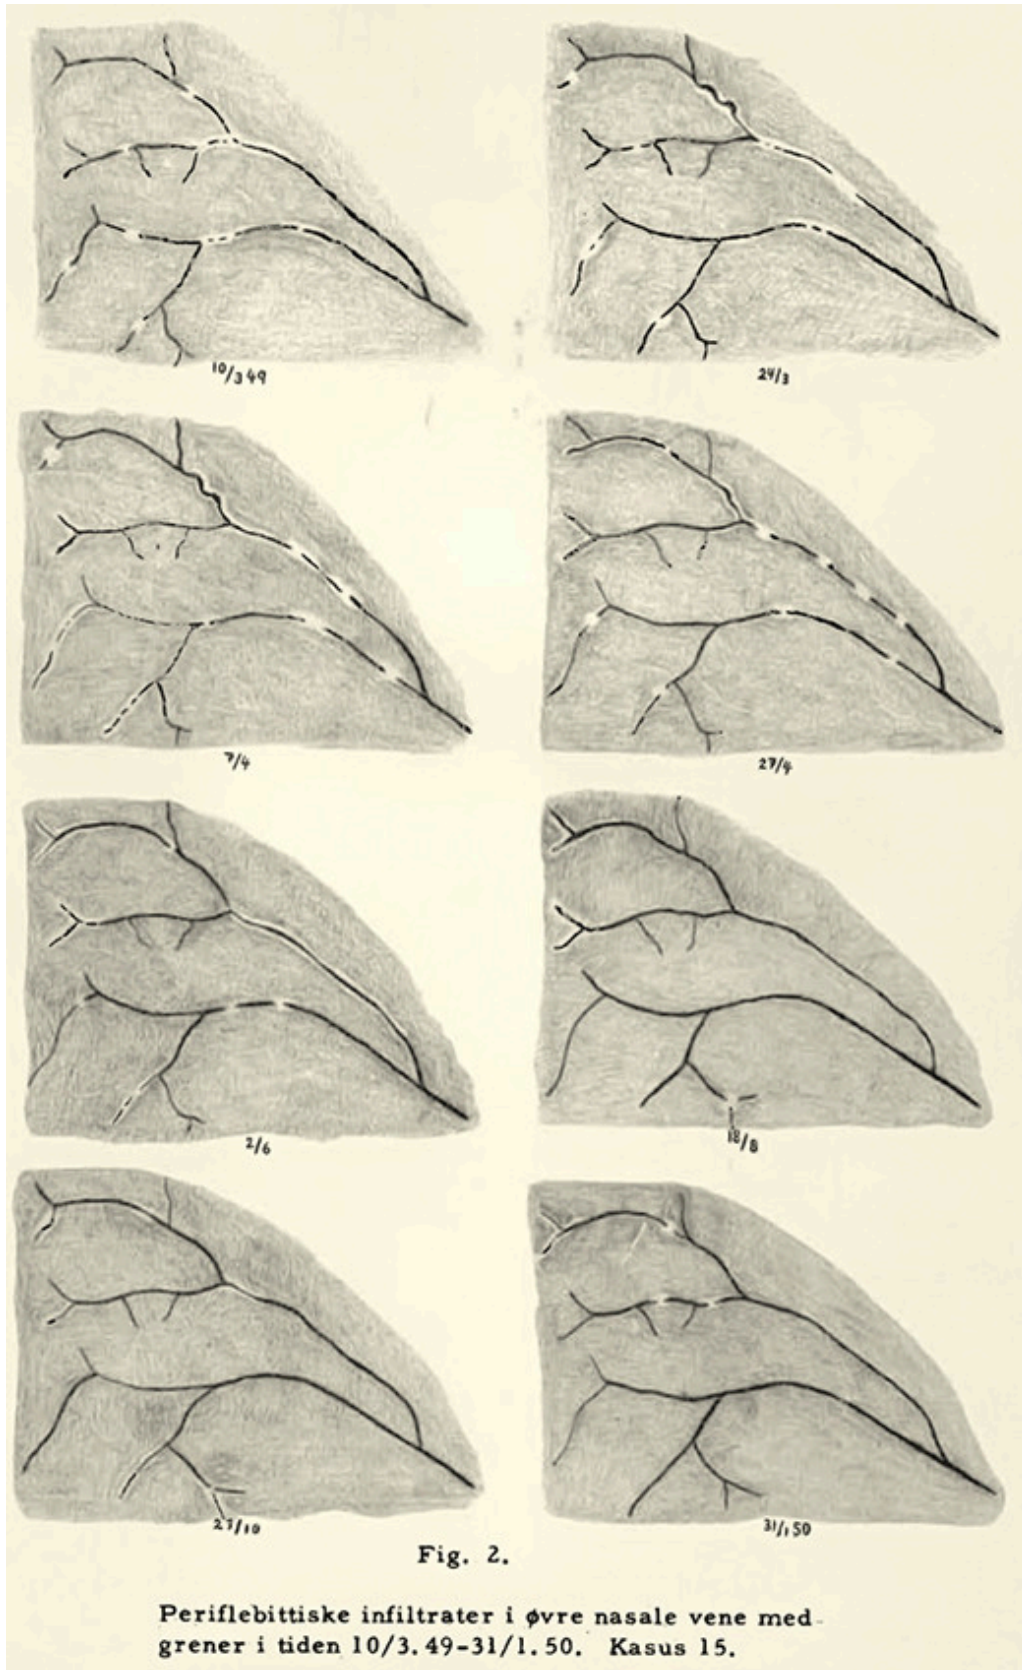 10/3 49
24/3
7/4
27/4
2/6
18/8
27/10
31/1 50
Fig. 2.
Periflebittiske infiltrater i øvre nasale vene med
grener i tiden 10/3. 49-31/1. 50. Kasus 15.